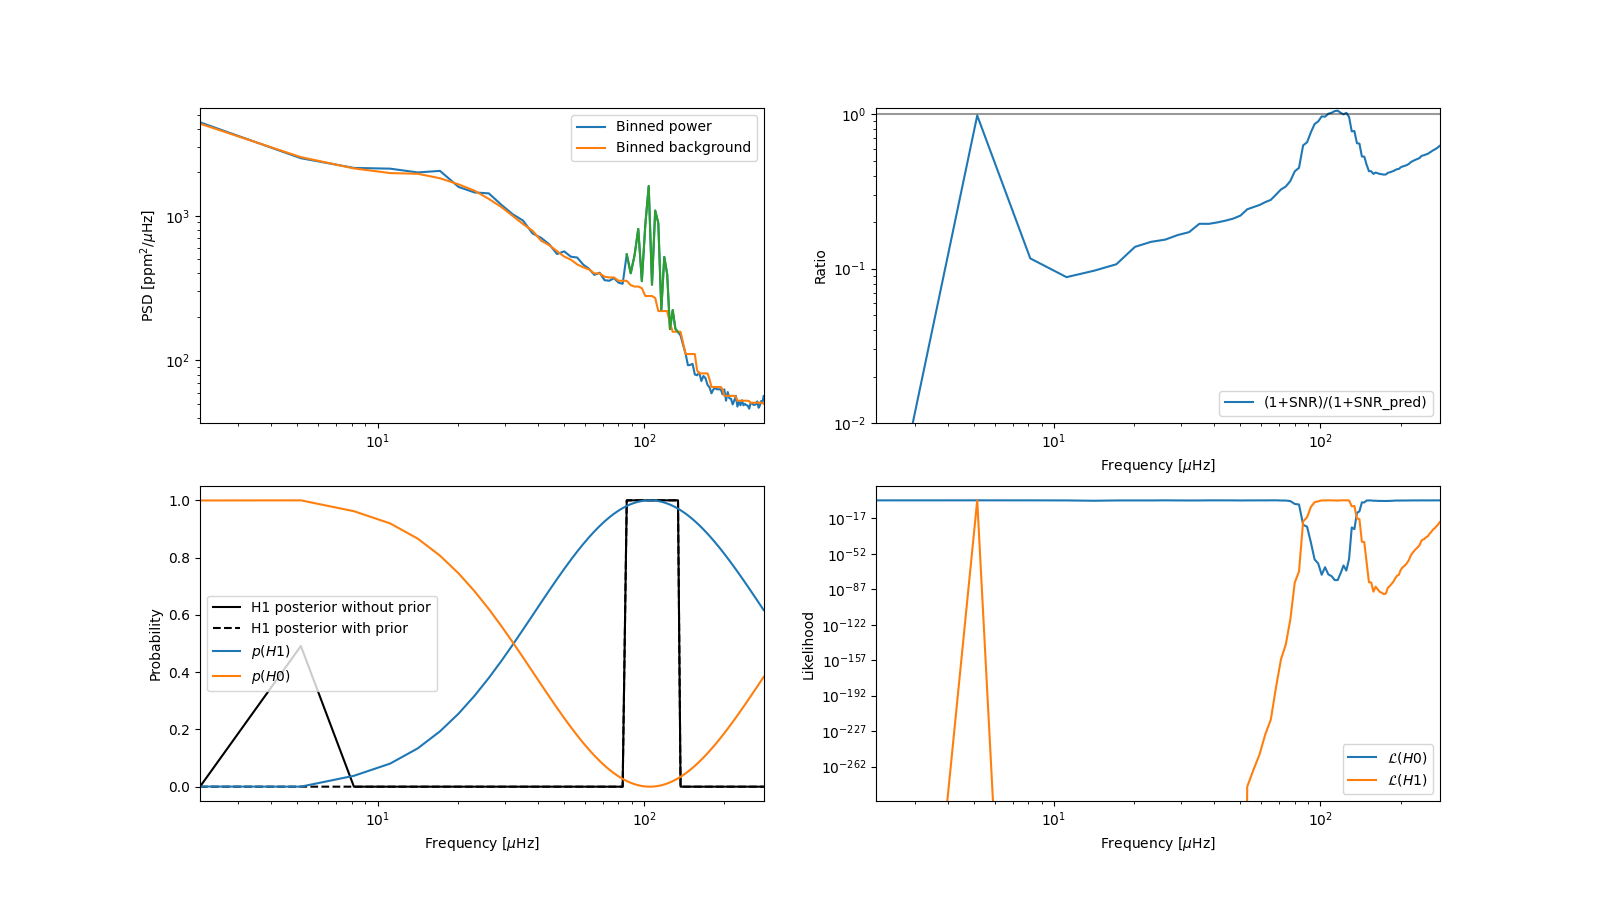 Binned power
Binned background
PSD [ppm²/μHz]
10³
10²
10¹
10²
(1+SNR)/(1+SNR_pred)
Ratio
10⁰
10⁻¹
10⁻²
10¹
10²
Frequency [μHz]
H1 posterior without prior
H1 posterior with prior
p(H1)
p(H0)
Probability
1.0
0.8
0.6
0.4
0.2
0.0
10¹
10²
Frequency [μHz]
Likelihood
10⁻¹⁷
10⁻⁵²
10⁻⁸⁷
10⁻¹²²
10⁻¹⁵⁷
10⁻¹⁹²
10⁻²²⁷
10⁻²⁶²
ℒ(H0)
ℒ(H1)
10¹
10²
Frequency [μHz]